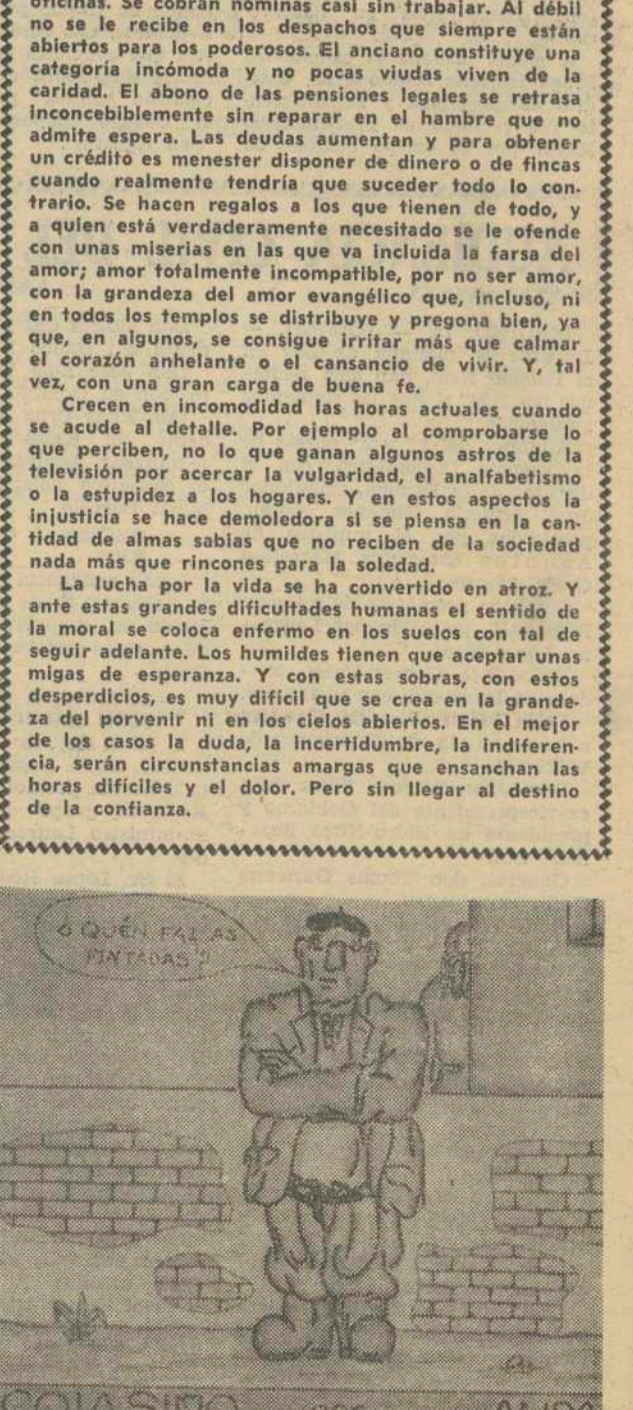 oficinas. Se cobran nóminas casi sin trabajar. Al débil
no se le recibe en los despachos que siempre están
abiertos para los poderosos. El anciano constituye una
categoría incómoda y no pocas viudas viven de la
caridad. El abono de las pensiones legales se retrasa
inconcebiblemente sin reparar en el hambre que no
admite espera. Las deudas aumentan y para obtener
un crédito es menester disponer de dinero o de fincas
cuando realmente tendría que suceder todo lo con-
trario. Se hacen regalos a los que tienen de todo, y
a quien está verdaderamente necesitado se le ofende
con unas miserias en las que va incluida la farsa del
amor; amor totalmente incompatible, por no ser amor,
con la grandeza del amor evangélico que, incluso, ni
en todos los templos se distribuye y pregona bien, ya
que, en algunos, se consigue irritar más que calmar
el corazón anhelante o el cansancio de vivir. Y, tal
vez, con una gran carga de buena fe.
Crecen en incomodidad las horas actuales cuando
se acude al detalle. Por ejemplo al comprobarse lo
que perciben, no lo que ganan algunos astros de la
televisión por acercar la vulgaridad, el analfabetismo
o la estupidez a los hogares. Y en estos aspectos la
injusticia se hace demoledora si se piensa en la can-
tidad de almas sabias que no reciben de la sociedad
nada más que rincones para la soledad.
La lucha por la vida se ha convertido en atroz. Y
ante estas grandes dificultades humanas el sentido de
la moral se coloca enfermo en los suelos con tal de
seguir adelante. Los humildes tienen que aceptar unas
migas de esperanza. Y con estas sobras, con estos
desperdicios, es muy difícil que se crea en la grande-
za del porvenir ni en los cielos abiertos. En el mejor
de los casos la duda, la incertidumbre, la indiferen-
cia, serán circunstancias amargas que ensanchan las
horas difíciles y el dolor. Pero sin llegar al destino
de la confianza.
¿QUÉN FAI AS
PINTADAS?